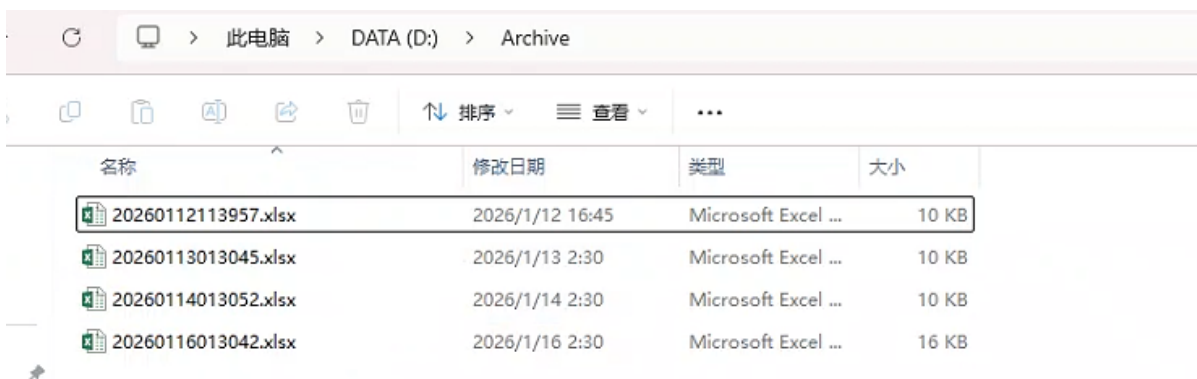 此电脑 > DATA (D:) > Archive
排序 查看 ...
名称 修改日期 类型 大小
20260112113957.xlsx 2026/1/12 16:45 Microsoft Excel ... 10 KB
20260113013045.xlsx 2026/1/13 2:30 Microsoft Excel ... 10 KB
20260114013052.xlsx 2026/1/14 2:30 Microsoft Excel ... 10 KB
20260116013042.xlsx 2026/1/16 2:30 Microsoft Excel ... 16 KB